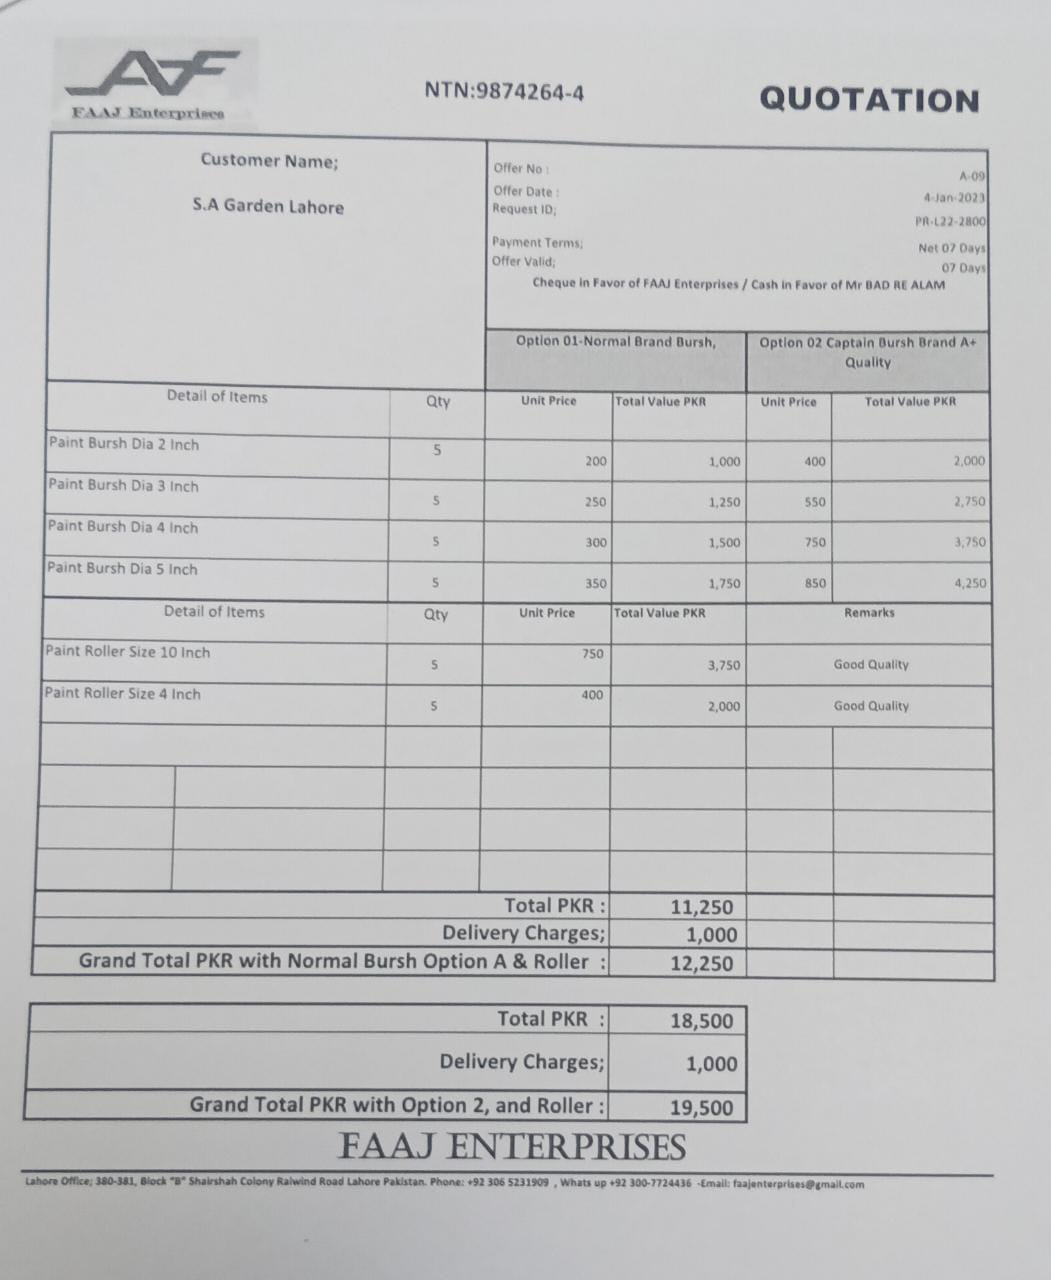 FAAJ Enterprises
NTN:9874264-4
QUOTATION
Customer Name;
S.A Garden Lahore
Offer No : A-09
Offer Date : 4-Jan-2023
Request ID; PR-L22-2800
Payment Terms; Net 07 Days
Offer Valid; 07 Days
Cheque in Favor of FAAJ Enterprises / Cash in Favor of Mr BAD RE ALAM
Option 01-Normal Brand Bursh, Option 02 Captain Bursh Brand A+
Quality
Detail of Items Qty Unit Price Total Value PKR Unit Price Total Value PKR
Paint Bursh Dia 2 Inch 5 200 1,000 400 2,000
Paint Bursh Dia 3 Inch 5 250 1,250 550 2,750
Paint Bursh Dia 4 Inch 5 300 1,500 750 3,750
Paint Bursh Dia 5 Inch 5 350 1,750 850 4,250
Detail of Items Qty Unit Price Total Value PKR Remarks
Paint Roller Size 10 Inch 5 750 3,750 Good Quality
Paint Roller Size 4 Inch 5 400 2,000 Good Quality
Total PKR : 11,250
Delivery Charges; 1,000
Grand Total PKR with Normal Bursh Option A & Roller : 12,250
Total PKR : 18,500
Delivery Charges; 1,000
Grand Total PKR with Option 2, and Roller : 19,500
FAAJ ENTERPRISES
Lahore Office; 380-381, Block "B" Shairshah Colony Raiwind Road Lahore Pakistan. Phone: +92 306 5231909 , Whats up +92 300-7724436 -Email: faajenterprises@gmail.com